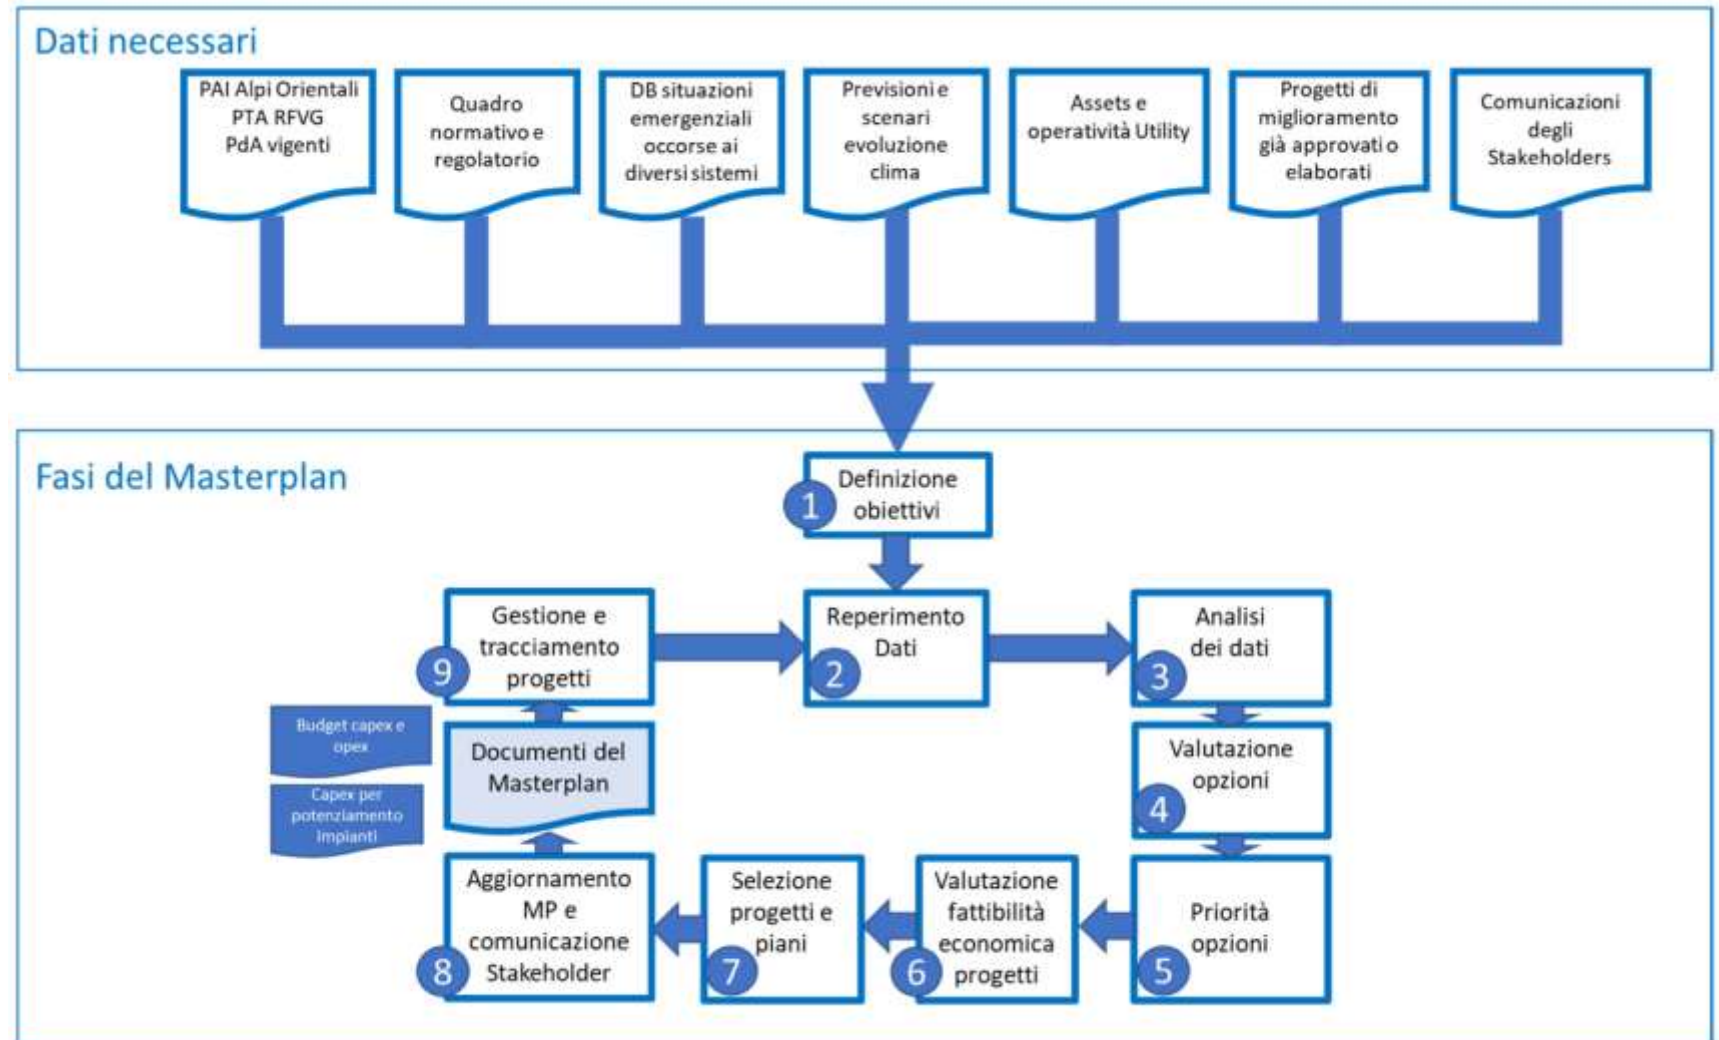 Dati necessari
PAI Alpi Orientali
PTA RFVG
PdA vigenti
Quadro
normativo e
regolatorio
DB situazioni
emergenziali
occorse ai
diversi sistemi
Previsioni e
scenari
evoluzione
clima
Assets e
operatività Utility
Progetti di
miglioramento
già approvati o
elaborati
Comunicazioni
degli
Stakeholders
Fasi del Masterplan
Definizione
obiettivi
1
Gestione e
tracciamento
progetti
9
Reperimento
Dati
2
Analisi
dei dati
3
Budget capex e
opex
Capex per
potenziamento
Impianti
Documenti del
Masterplan
Valutazione
opzioni
4
Aggiornamento
MP e
comunicazione
Stakeholder
8
Selezione
progetti e
piani
7
Valutazione
fattibilità
economica
progetti
6
Priorità
opzioni
5